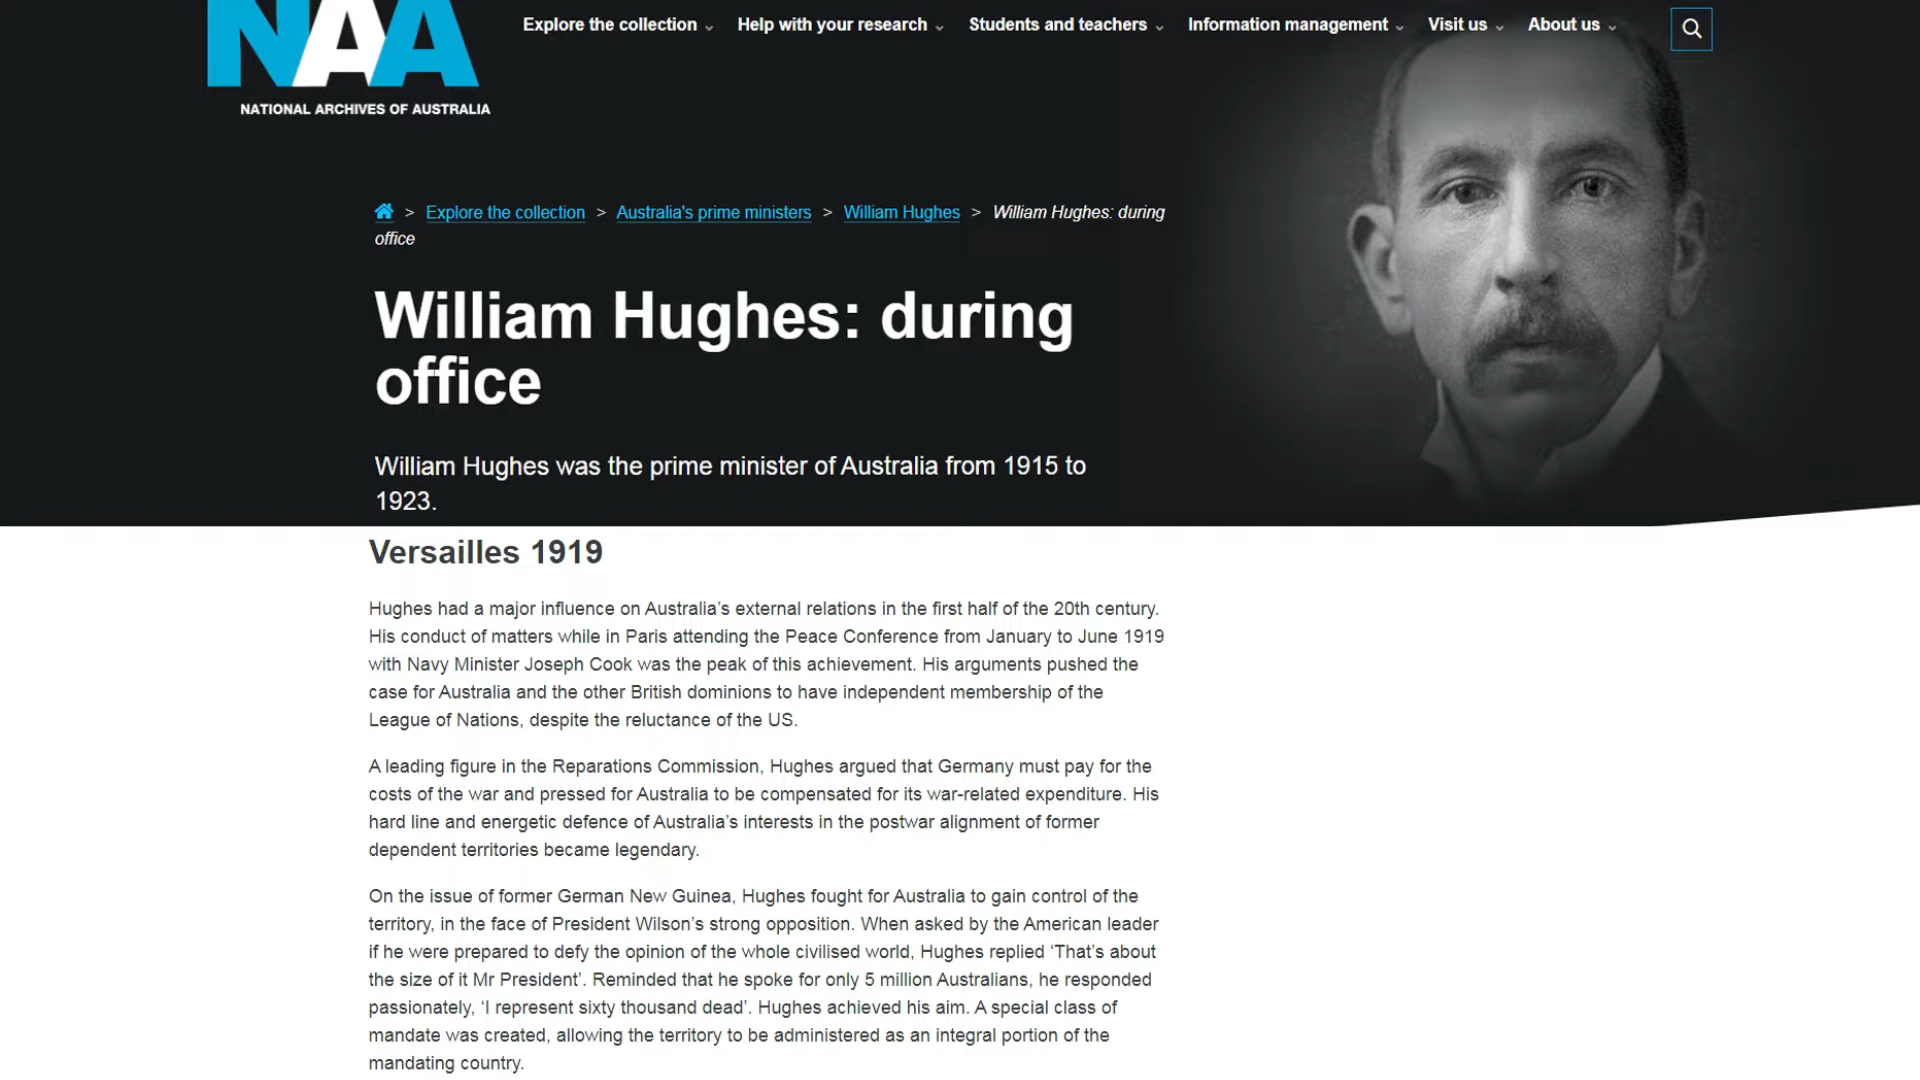 NAA
NATIONAL ARCHIVES OF AUSTRALIA
Explore the collection
Help with your research
Students and teachers
Information management
Visit us
About us
> Explore the collection > Australia's prime ministers > William Hughes > William Hughes: during
office
William Hughes: during
office
William Hughes was the prime minister of Australia from 1915 to
1923.
Versailles 1919
Hughes had a major influence on Australia’s external relations in the first half of the 20th century.
His conduct of matters while in Paris attending the Peace Conference from January to June 1919
with Navy Minister Joseph Cook was the peak of this achievement. His arguments pushed the
case for Australia and the other British dominions to have independent membership of the
League of Nations, despite the reluctance of the US.
A leading figure in the Reparations Commission, Hughes argued that Germany must pay for the
costs of the war and pressed for Australia to be compensated for its war-related expenditure. His
hard line and energetic defence of Australia’s interests in the postwar alignment of former
dependent territories became legendary.
On the issue of former German New Guinea, Hughes fought for Australia to gain control of the
territory, in the face of President Wilson’s strong opposition. When asked by the American leader
if he were prepared to defy the opinion of the whole civilised world, Hughes replied ‘That’s about
the size of it Mr President’. Reminded that he spoke for only 5 million Australians, he responded
passionately, ‘I represent sixty thousand dead’. Hughes achieved his aim. A special class of
mandate was created, allowing the territory to be administered as an integral portion of the
mandating country.